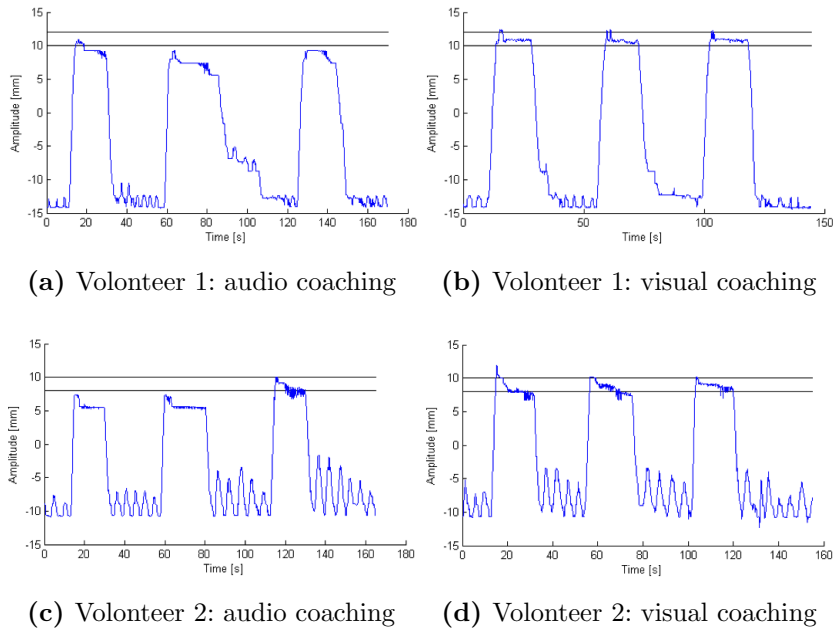 15
10
5
0
-5
-10
-15
Amplitude [mm]
0 20 40 60 80 100 120 140 160 180
Time [s]
(a) Volonteer 1: audio coaching
15
10
5
0
-5
-10
-15
Amplitude [mm]
0 50 100 150
Time [s]
(b) Volonteer 1: visual coaching
15
10
5
0
-5
-10
-15
Amplitude [mm]
0 20 40 60 80 100 120 140 160 180
Time [s]
(c) Volonteer 2: audio coaching
15
10
5
0
-5
-10
-15
Amplitude [mm]
0 20 40 60 80 100 120 140 160
Time [s]
(d) Volonteer 2: visual coaching